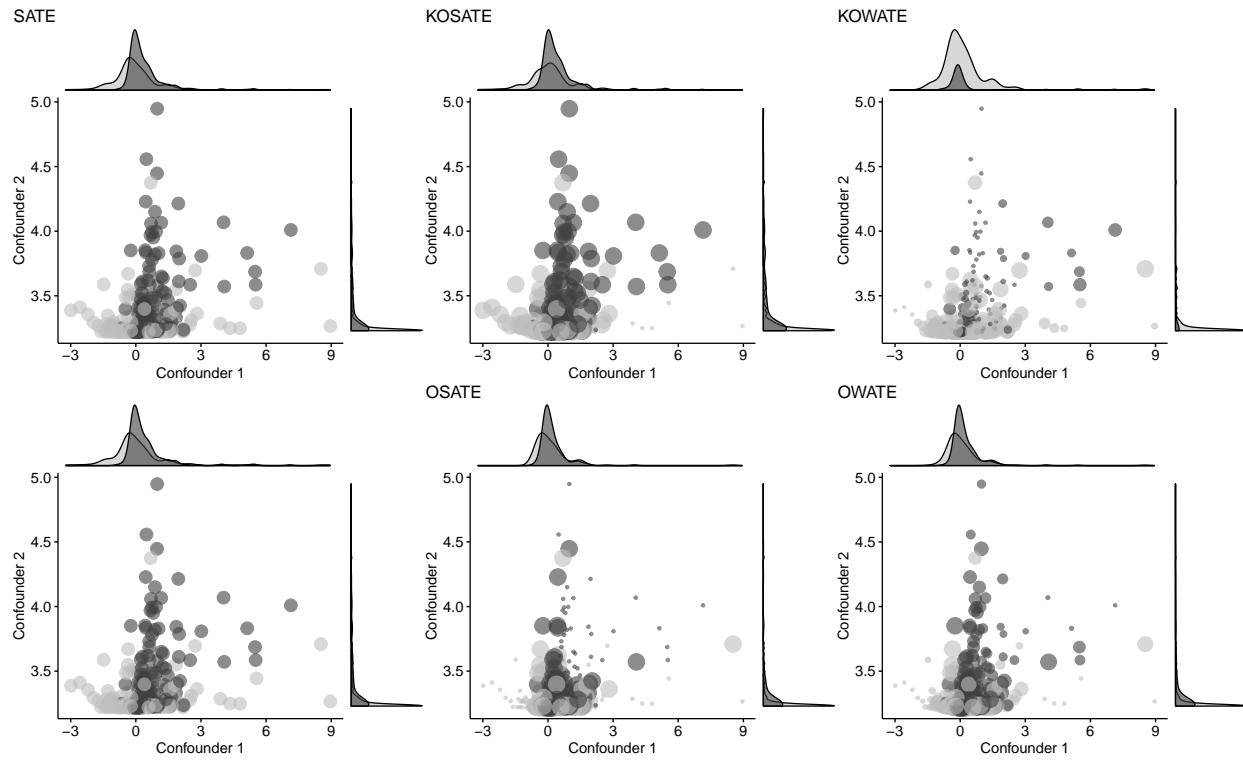 SATE
5.0
4.5
4.0
3.5
Confounder 2
−3 0 3 6 9
Confounder 1
KOSATE
5.0
4.5
4.0
3.5
Confounder 2
−3 0 3 6 9
Confounder 1
KOWATE
5.0
4.5
4.0
3.5
Confounder 2
−3 0 3 6 9
Confounder 1
5.0
4.5
4.0
3.5
Confounder 2
−3 0 3 6 9
Confounder 1
OSATE
5.0
4.5
4.0
3.5
Confounder 2
−3 0 3 6 9
Confounder 1
OWATE
5.0
4.5
4.0
3.5
Confounder 2
−3 0 3 6 9
Confounder 1